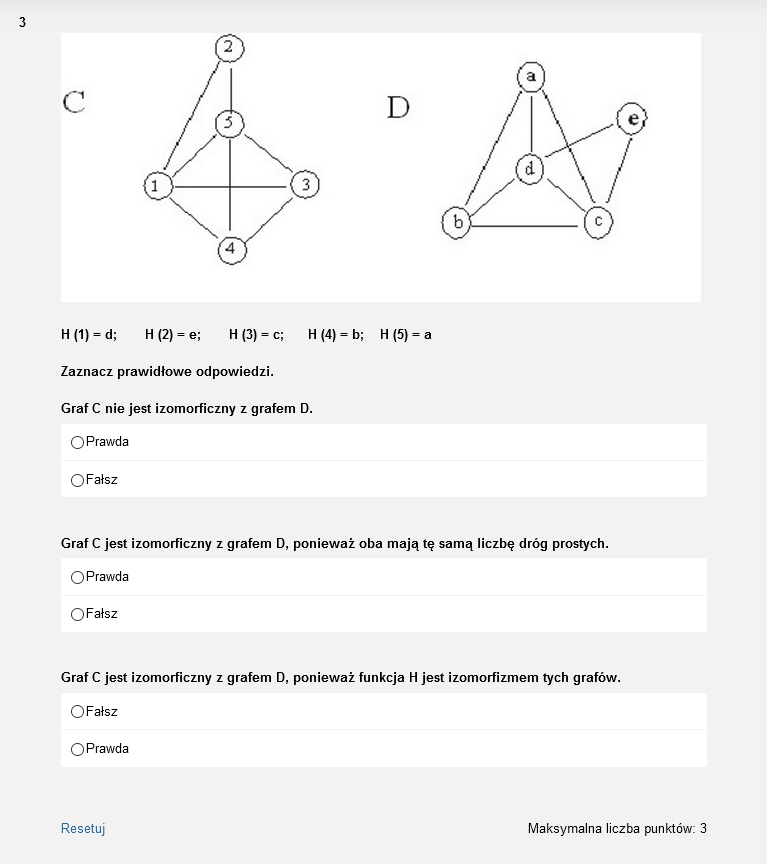 3
C
2
5
1
3
4
D
a
e
d
b
c
H (1) = d; H (2) = e; H (3) = c; H (4) = b; H (5) = a
Zaznacz prawidłowe odpowiedzi.
Graf C nie jest izomorficzny z grafem D.
Prawda
Fałsz
Graf C jest izomorficzny z grafem D, ponieważ oba mają tę samą liczbę dróg prostych.
Prawda
Fałsz
Graf C jest izomorficzny z grafem D, ponieważ funkcja H jest izomorfizmem tych grafów.
Fałsz
Prawda
Resetuj
Maksymalna liczba punktów: 3